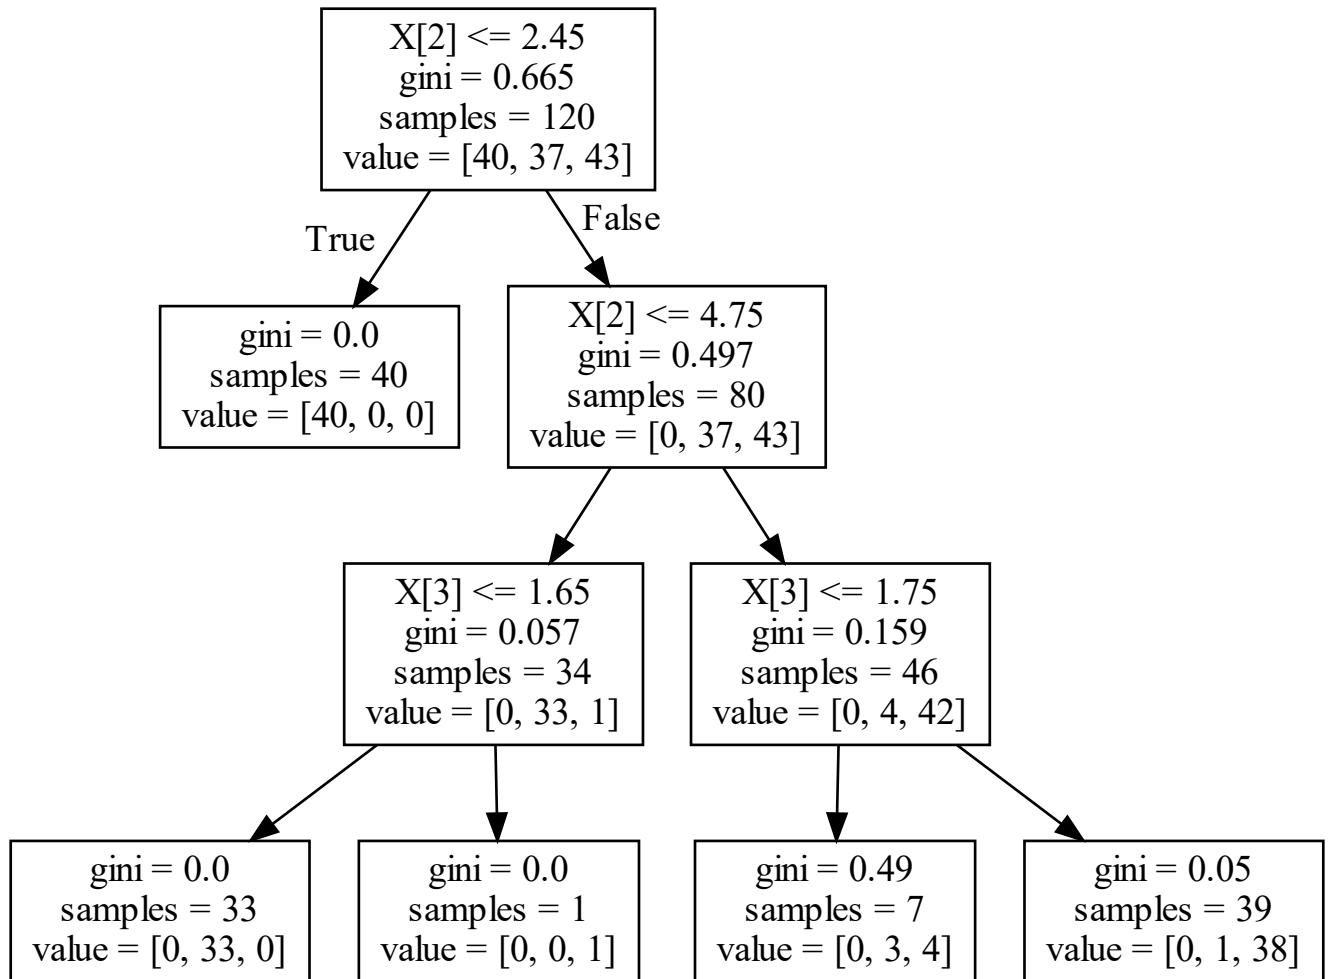 X[2] <= 2.45
gini = 0.665
samples = 120
value = [40, 37, 43]
True
False
gini = 0.0
samples = 40
value = [40, 0, 0]
X[2] <= 4.75
gini = 0.497
samples = 80
value = [0, 37, 43]
X[3] <= 1.65
gini = 0.057
samples = 34
value = [0, 33, 1]
X[3] <= 1.75
gini = 0.159
samples = 46
value = [0, 4, 42]
gini = 0.0
samples = 33
value = [0, 33, 0]
gini = 0.0
samples = 1
value = [0, 0, 1]
gini = 0.49
samples = 7
value = [0, 3, 4]
gini = 0.05
samples = 39
value = [0, 1, 38]